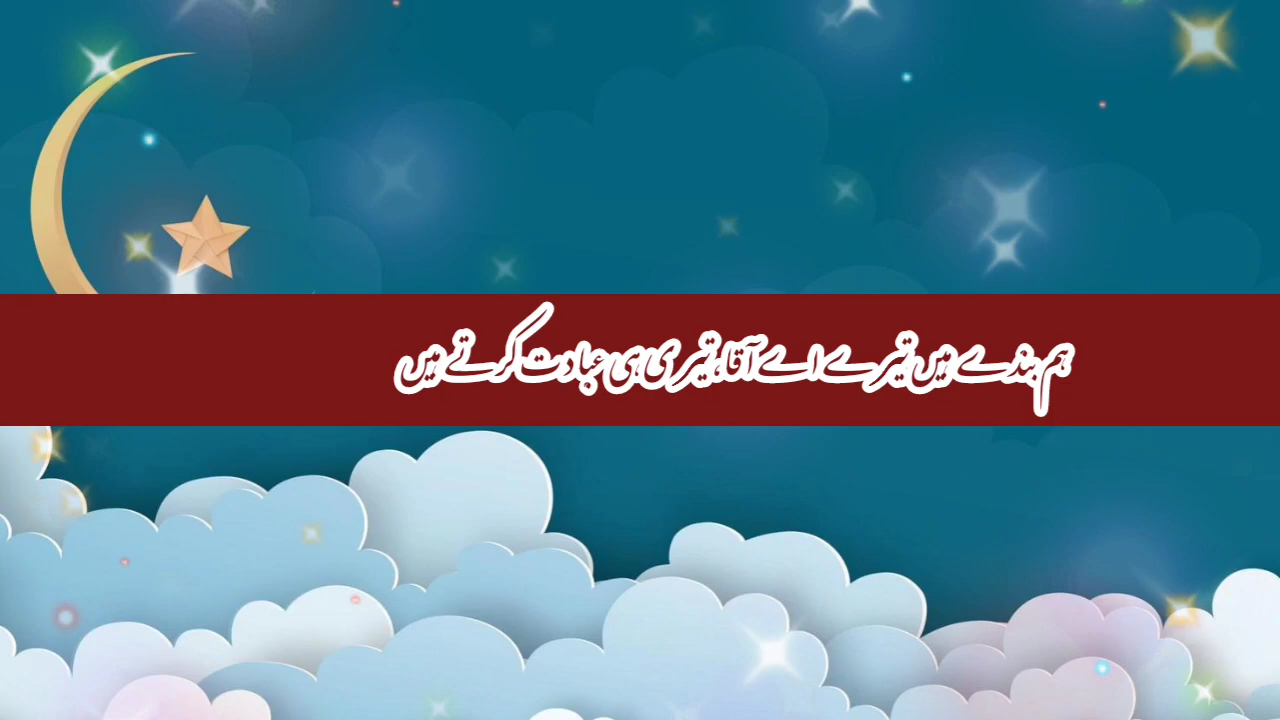 ہم بندے ہیں تیرے اے آقا، تیری ہی عبادت کرتے ہیں